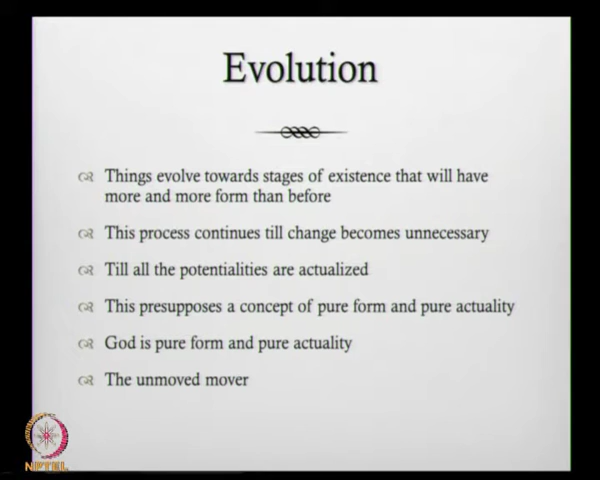 Evolution
Things evolve towards stages of existence that will have
more and more form than before
This process continues till change becomes unnecessary
Till all the potentialities are actualized
This presupposes a concept of pure form and pure actuality
God is pure form and pure actuality
The unmoved mover
NPTEL